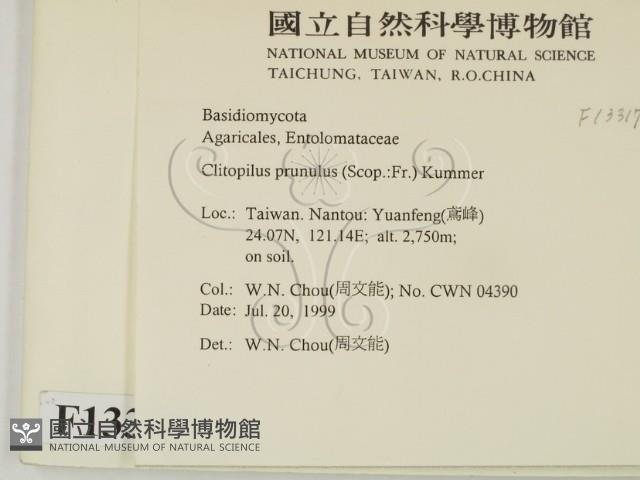 國立自然科學博物館
NATIONAL MUSEUM OF NATURAL SCIENCE
TAICHUNG, TAIWAN, R.O.CHINA
Basidiomycota
F13317
Agaricales, Entolomataceae
Clitopilus prunulus (Scop.:Fr.) Kummer
Loc.: Taiwan. Nantou: Yuanfeng(鳶峰)
24.07N, 121.14E; alt. 2,750m;
on soil.
Col.: W.N. Chou(周文能); No. CWN 04390
Date: Jul. 20, 1999
Det.: W.N. Chou(周文能)
F133
國立自然科學博物館
NATIONAL MUSEUM OF NATURAL SCIENCE